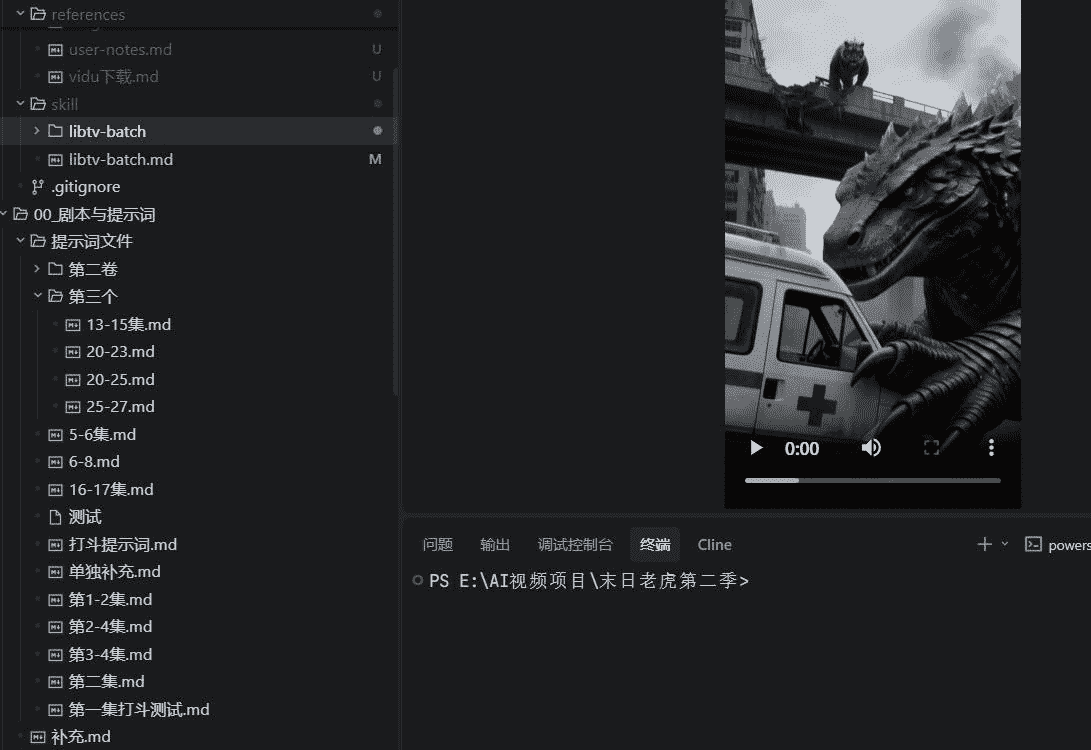 references
user-notes.md U
vidu下载.md U
skill
libtv-batch
libtv-batch.md M
.gitignore
00_剧本与提示词
提示词文件
第二卷
第三个
13-15集.md
20-23.md
20-25.md
25-27.md
5-6集.md
6-8.md
16-17集.md
测试
打斗提示词.md
单独补充.md
第1-2集.md
第2-4集.md
第3-4集.md
第二集.md
第一集打斗测试.md
补充.md
0:00
问题 输出 调试控制台 终端 Cline
powers
PS E:\AI视频项目\末日老虎第二季>